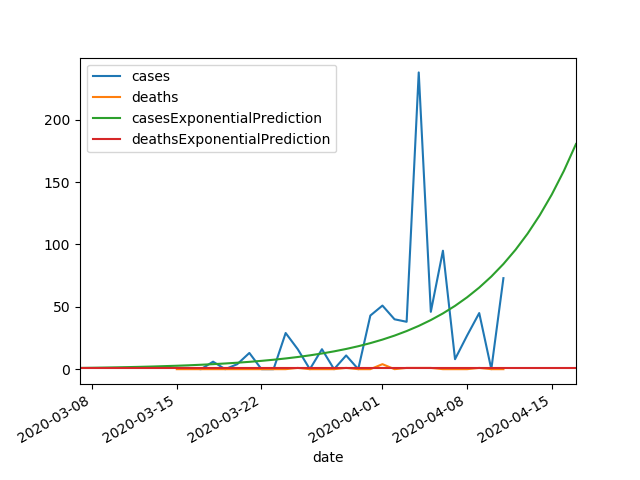 cases
deaths
casesExponentialPrediction
deathsExponentialPrediction
200
150
100
50
0
2020-03-08
2020-03-15
2020-03-22
2020-04-01
2020-04-08
2020-04-15
date